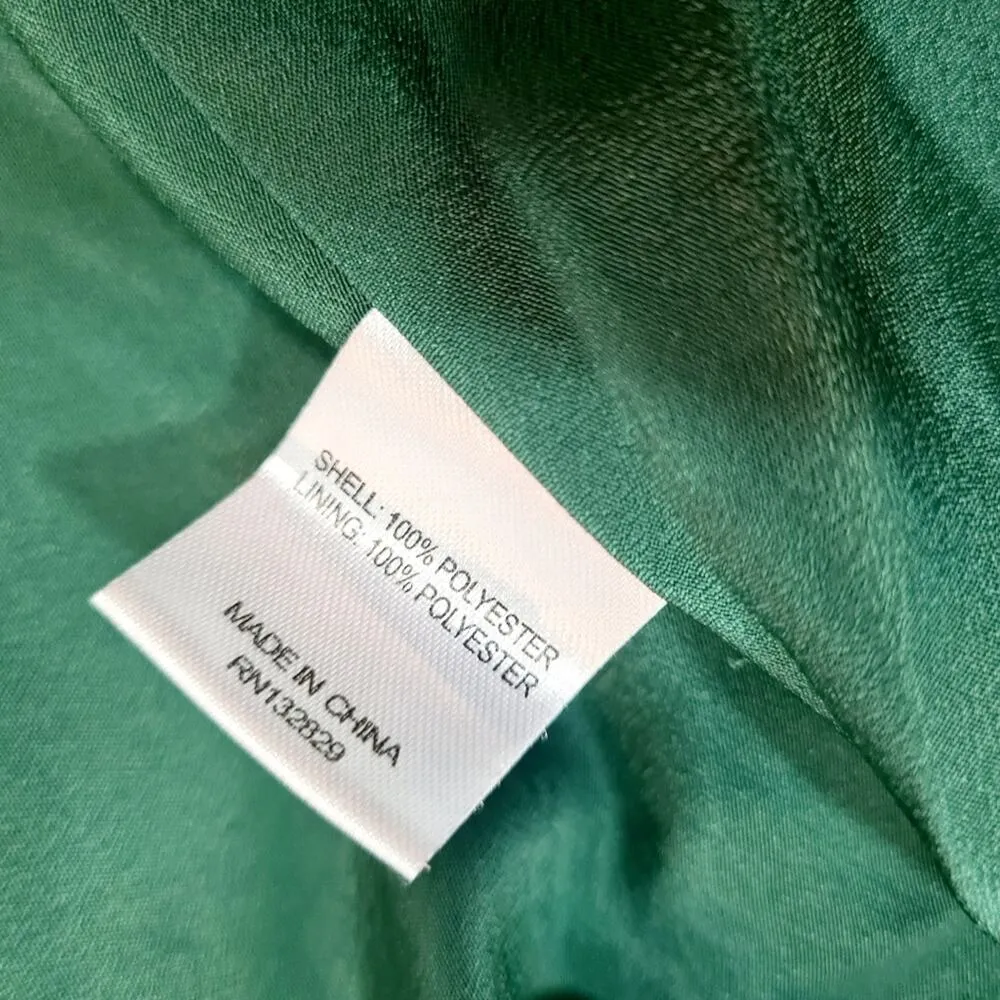 SHELL: 100% POLYESTER
LINING: 100% POLYESTER
MADE IN CHINA
RN132829